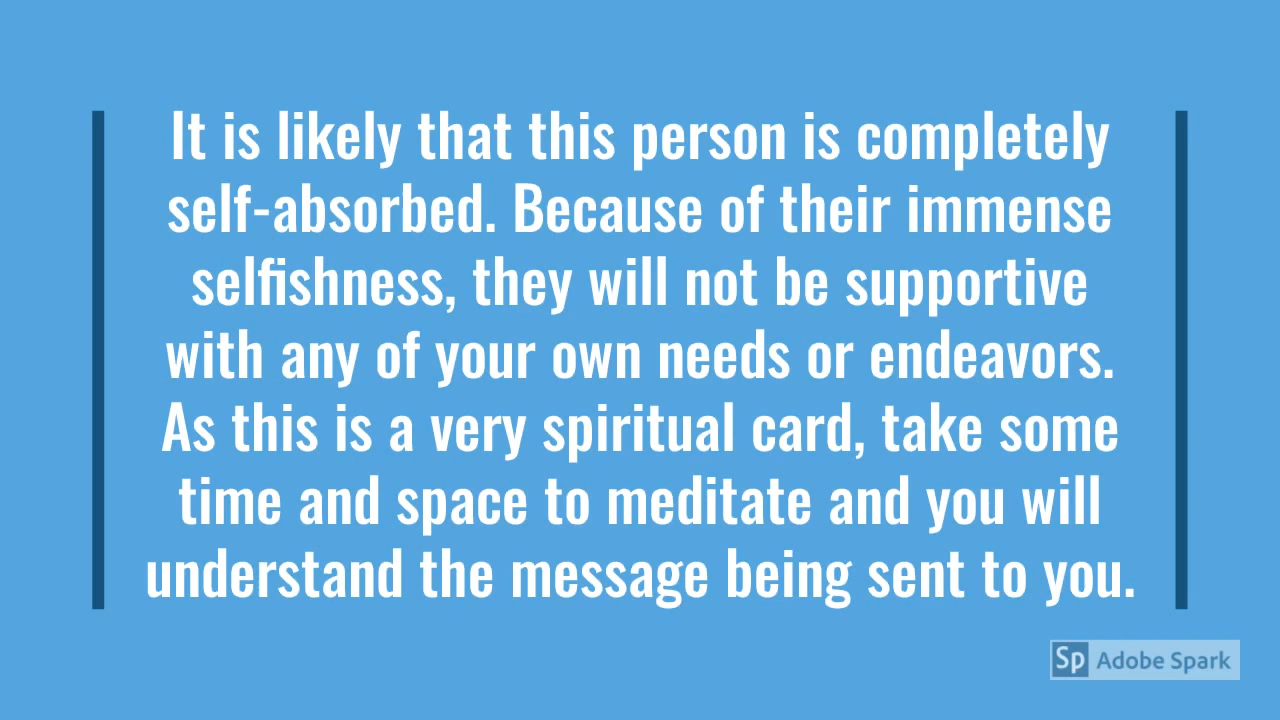 It is likely that this person is completely
self-absorbed. Because of their immense
selfishness, they will not be supportive
with any of your own needs or endeavors.
As this is a very spiritual card, take some
time and space to meditate and you will
understand the message being sent to you.
Sp Adobe Spark